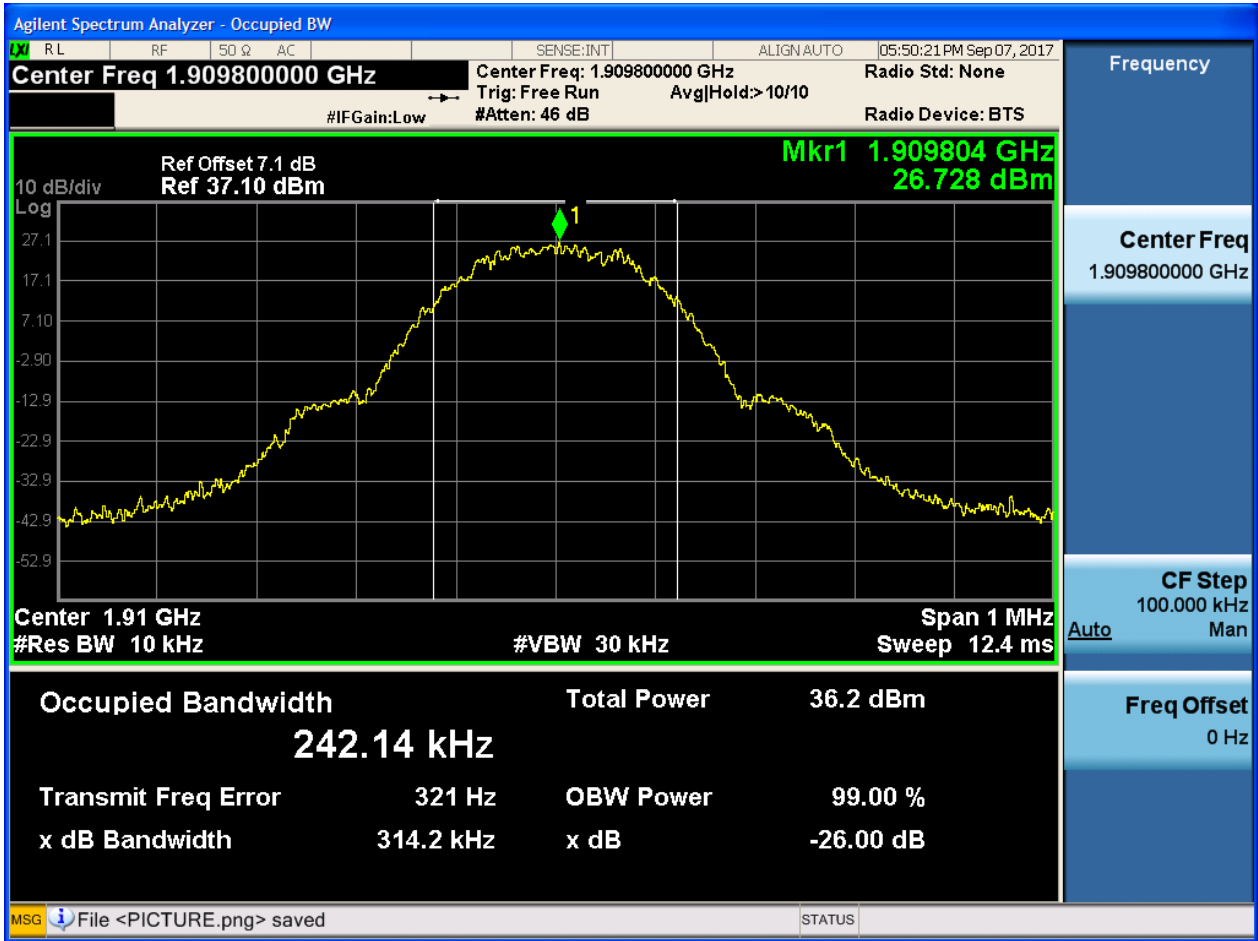 Agilent Spectrum Analyzer - Occupied BW
LXI RL RF 50 Ω AC SENSE:INT ALIGN AUTO 05:50:21 PM Sep 07, 2017
Center Freq 1.909800000 GHz
Center Freq: 1.909800000 GHz Radio Std: None
Trig: Free Run Avg|Hold:> 10/10
#IFGain:Low #Atten: 46 dB Radio Device: BTS
Frequency
Mkr1 1.909804 GHz
26.728 dBm
Ref Offset 7.1 dB
10 dB/div Ref 37.10 dBm
Log
1
27.1
17.1
7.10
-2.90
-12.9
-22.9
-32.9
-42.9
-52.9
Center 1.91 GHz Span 1 MHz
#Res BW 10 kHz #VBW 30 kHz Sweep 12.4 ms
Center Freq
1.909800000 GHz
CF Step
100.000 kHz
Auto Man
Freq Offset
0 Hz
Occupied Bandwidth Total Power 36.2 dBm
242.14 kHz
Transmit Freq Error 321 Hz OBW Power 99.00 %
x dB Bandwidth 314.2 kHz x dB -26.00 dB
MSG File <PICTURE.png> saved STATUS